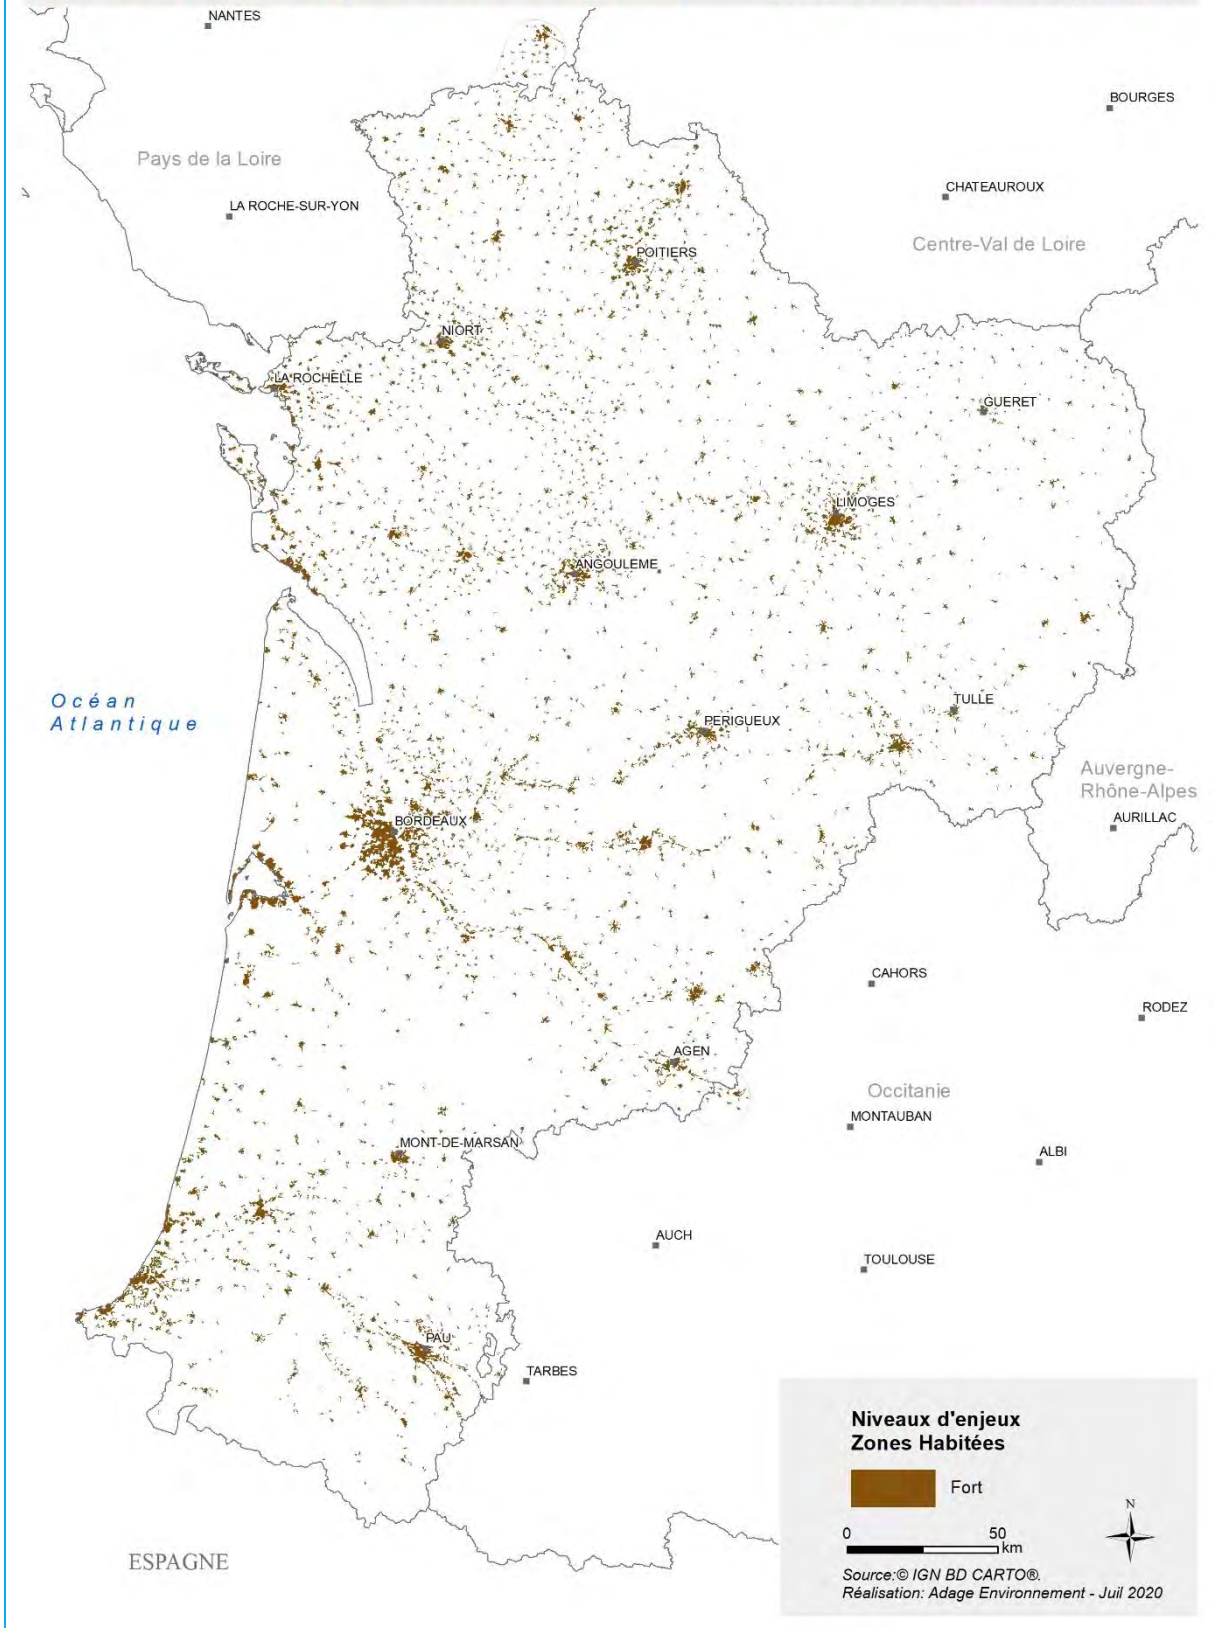 NANTES
BOURGES
Pays de la Loire
CHATEAUROUX
LA ROCHE-SUR-YON
Centre-Val de Loire
POITIERS
NIORT
LA ROCHELLE
GUERET
LIMOGES
ANGOULEME
Océan
Atlantique
TULLE
PERIGUEUX
Auvergne-
Rhône-Alpes
AURILLAC
BORDEAUX
CAHORS
RODEZ
AGEN
Occitanie
MONTAUBAN
MONT-DE-MARSAN
ALBI
AUCH
TOULOUSE
PAU
TARBES
Niveaux d'enjeux
Zones Habitées
Fort
N
0 50
km
Source:© IGN BD CARTO®.
Réalisation: Adage Environnement - Juil 2020
ESPAGNE